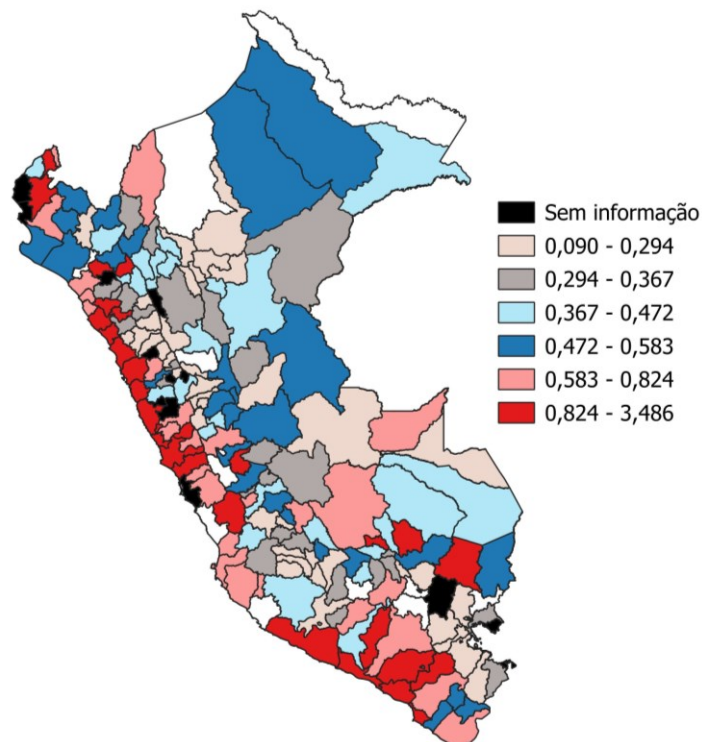 Sem informação
0,090 - 0,294
0,294 - 0,367
0,367 - 0,472
0,472 - 0,583
0,583 - 0,824
0,824 - 3,486